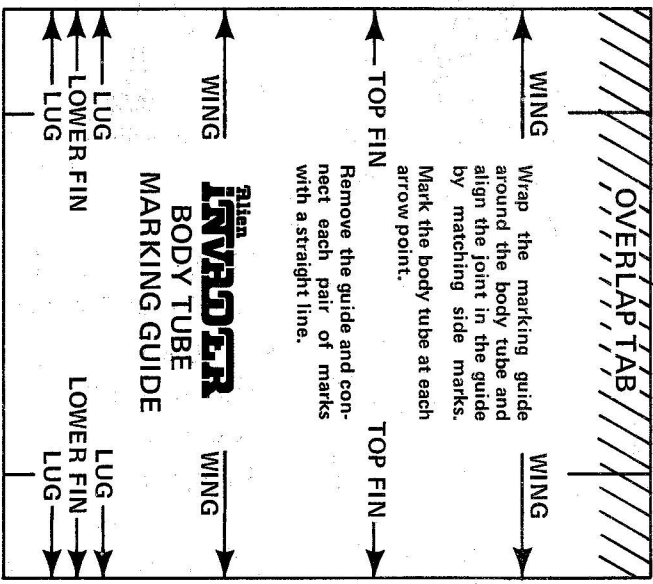 OVERLAP TAB
WING
WING
Wrap the marking guide
around the body tube and
align the joint in the guide
by matching side marks.
Mark the body tube at each
arrow point.
Remove the guide and con-
nect each pair of marks
with a straight line.
TOP FIN
TOP FIN
WING
WING
Alien
INVADER
BODY TUBE
MARKING GUIDE
LUG
LUG
LOWER FIN
LOWER FIN
LUG
LUG